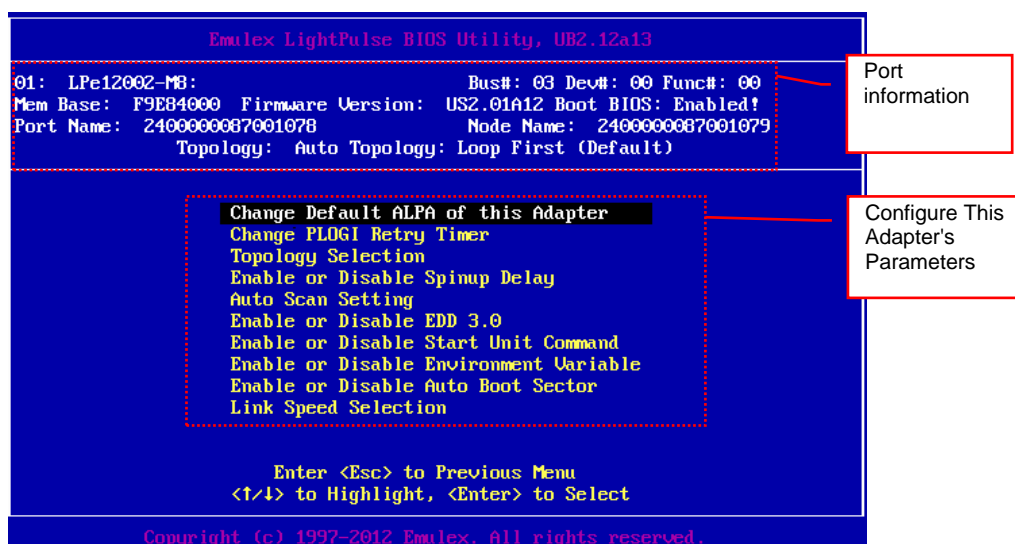 Emulex LightPulse BIOS Utility, UB2.12a13
01: LPe12002-M8: Bus#: 03 Dev#: 00 Func#: 00
Mem Base: F9E84000 Firmware Version: US2.01A12 Boot BIOS: Enabled!
Port Name: 2400000087001078 Node Name: 2400000087001079
Topology: Auto Topology: Loop First (Default)
Port
information
Change Default ALPA of this Adapter
Change PLOGI Retry Timer
Topology Selection
Enable or Disable Spinup Delay
Auto Scan Setting
Enable or Disable EDD 3.0
Enable or Disable Start Unit Command
Enable or Disable Environment Variable
Enable or Disable Auto Boot Sector
Link Speed Selection
Configure This
Adapter's
Parameters
Enter <Esc> to Previous Menu
<↑/↓> to Highlight, <Enter> to Select
Copyright (c) 1997-2012 Emulex. All rights reserved.